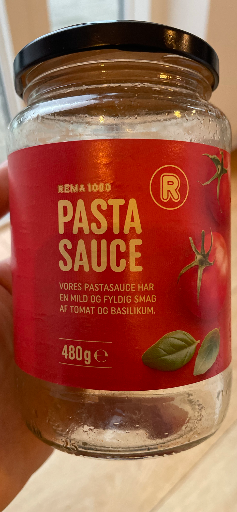 REMA 1000
R
PASTA
SAUCE
VORES PASTASAUCE HAR
EN MILD OG FYLDIG SMAG
AF TOMAT OG BASILIKUM.
480g ℮